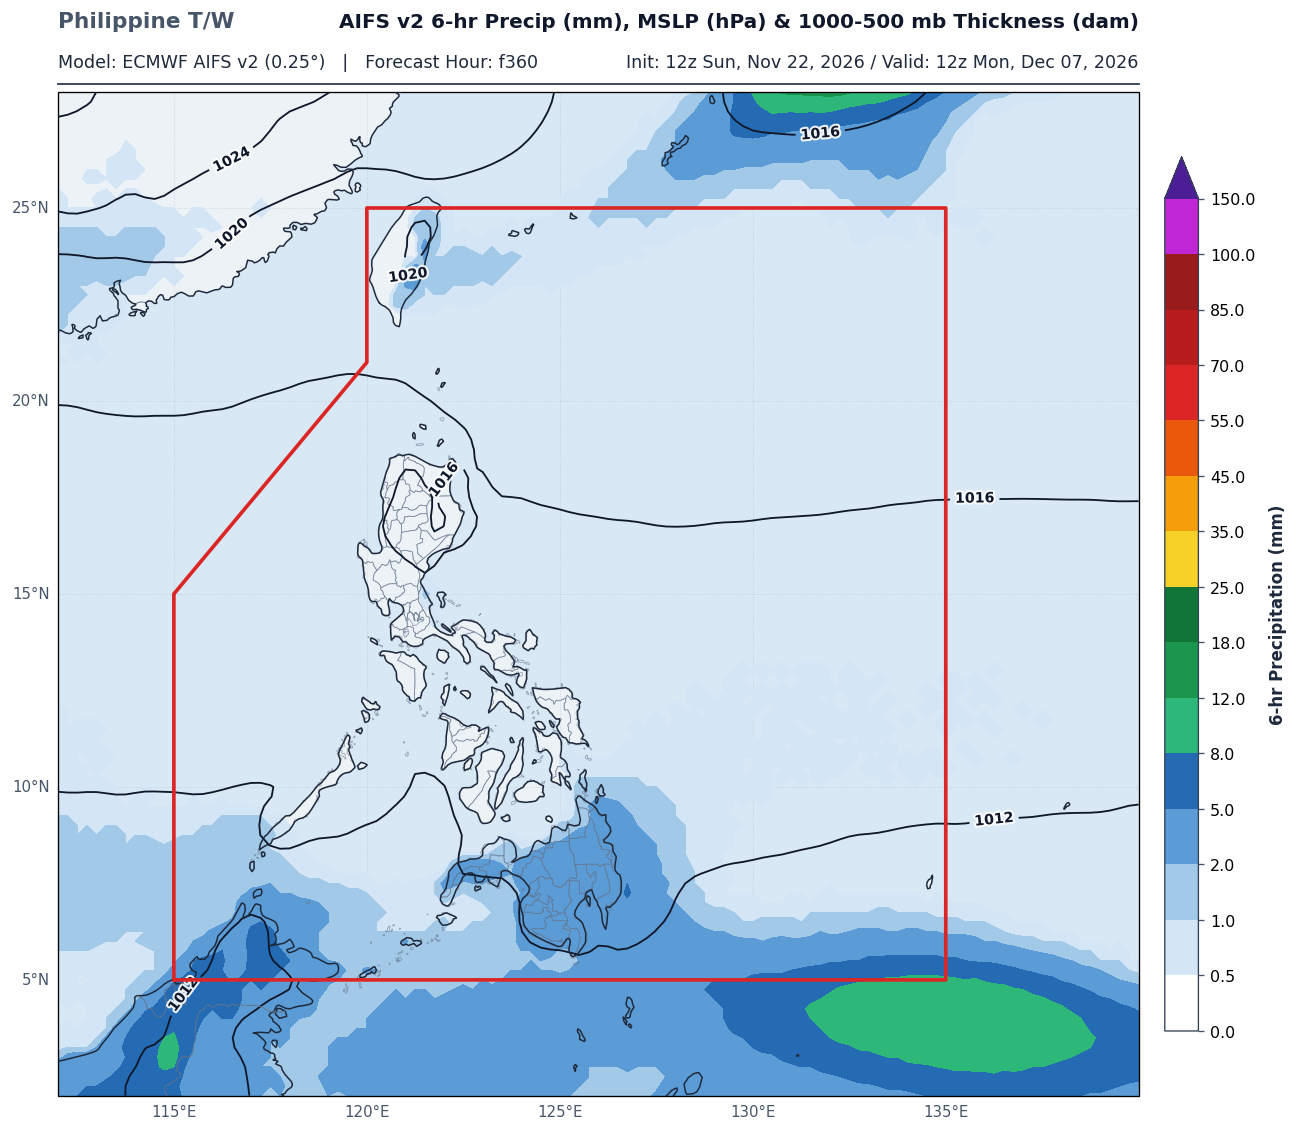 Philippine T/W
AIFS v2 6-hr Precip (mm), MSLP (hPa) & 1000-500 mb Thickness (dam)
Model: ECMWF AIFS v2 (0.25°) | Forecast Hour: f360
Init: 12z Sun, Nov 22, 2026 / Valid: 12z Mon, Dec 07, 2026
1024
1016
1020
1020
1016
1016
1012
1012
25°N
20°N
15°N
10°N
5°N
115°E
120°E
125°E
130°E
135°E
150.0
100.0
85.0
70.0
55.0
45.0
35.0
25.0
18.0
12.0
8.0
5.0
2.0
1.0
0.5
0.0
6-hr Precipitation (mm)